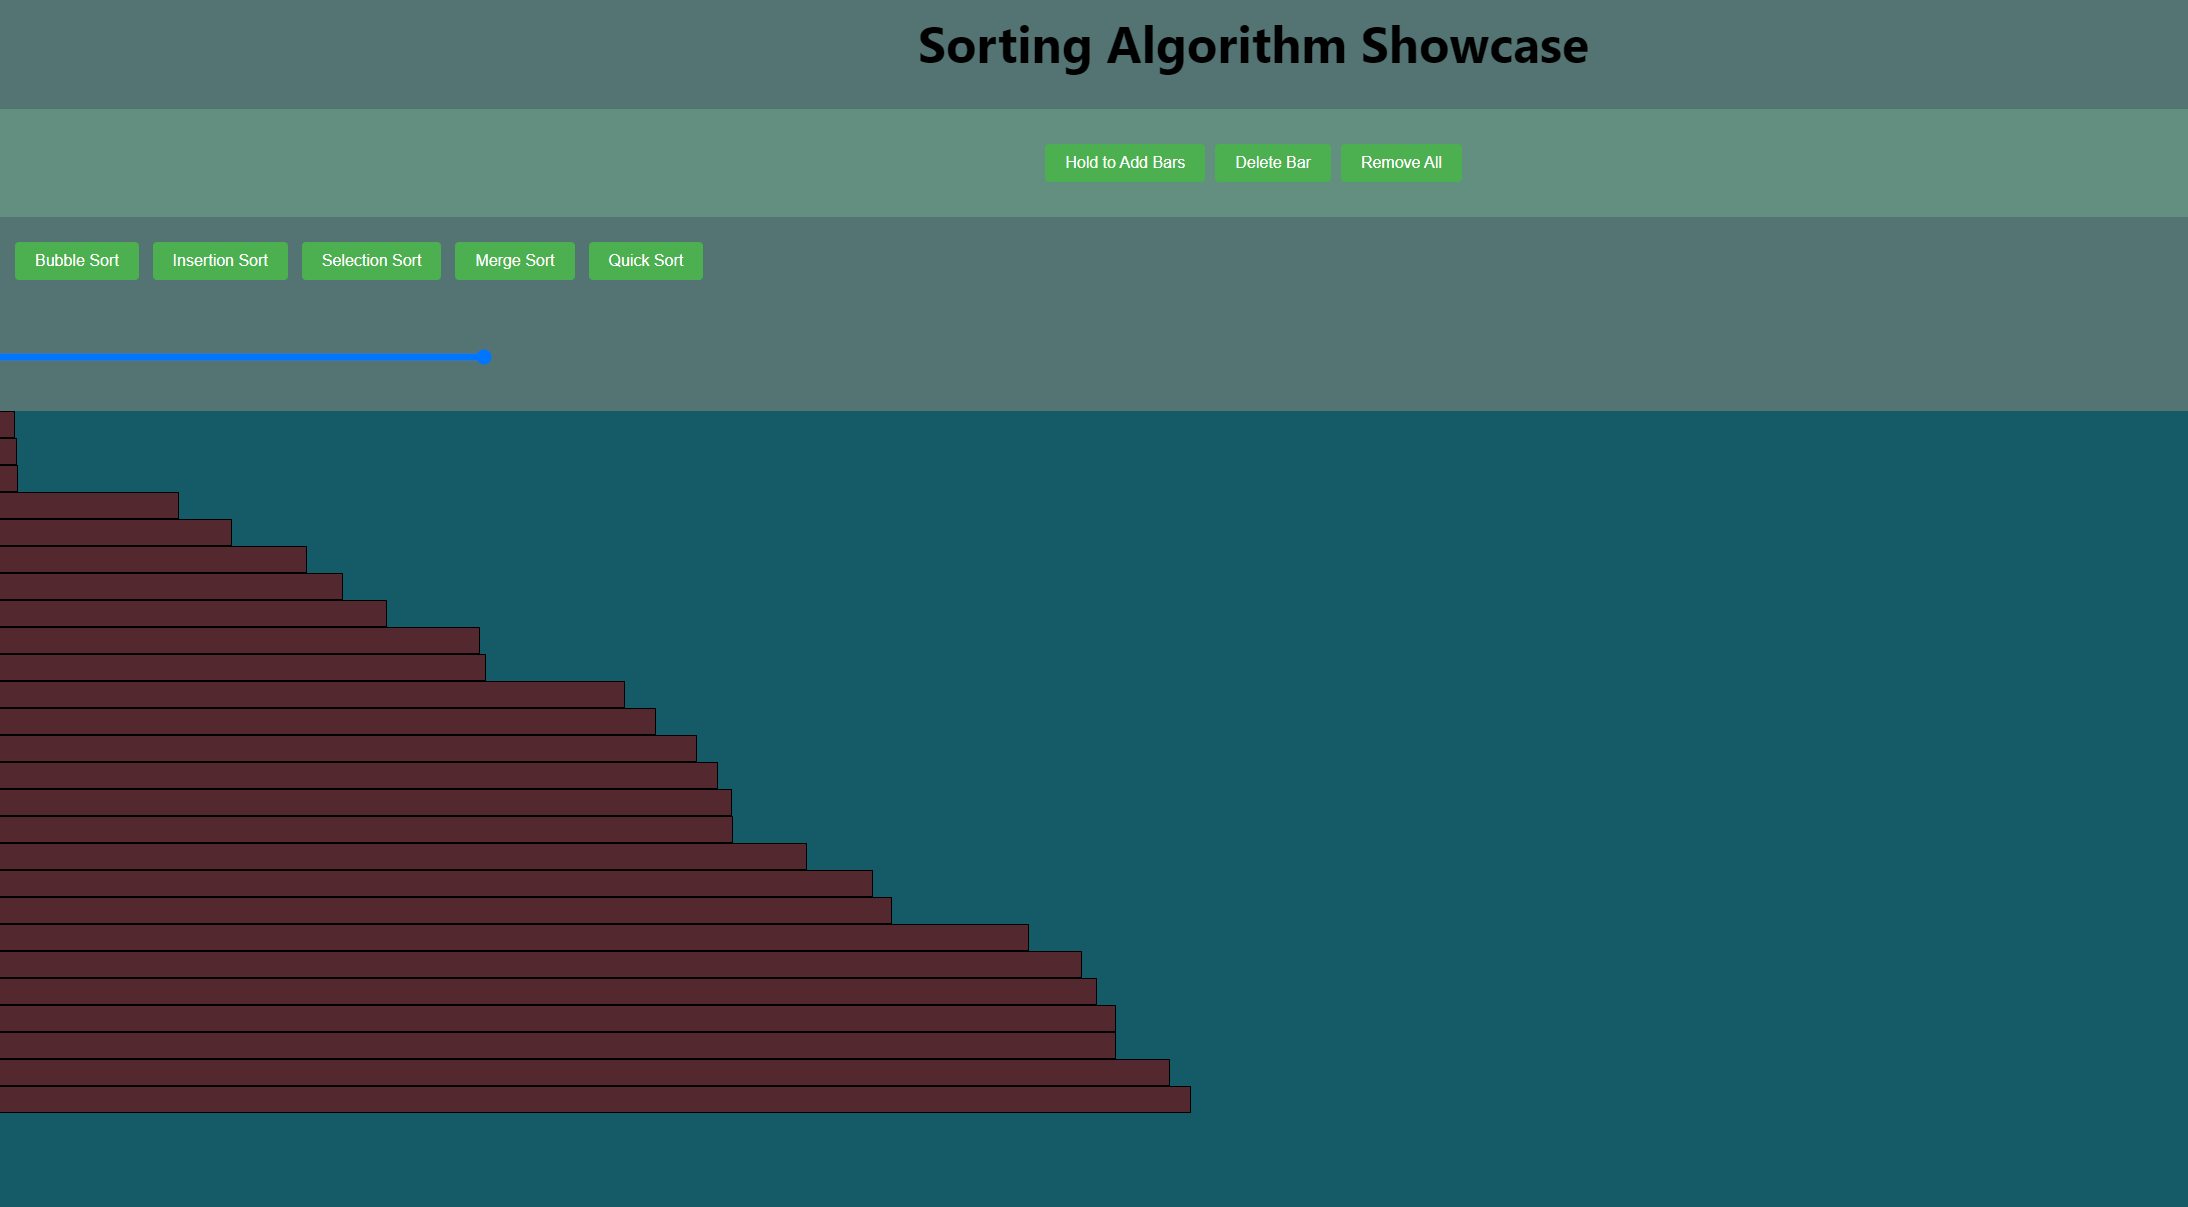 Sorting Algorithm Showcase
Hold to Add Bars Delete Bar Remove All
Bubble Sort Insertion Sort Selection Sort Merge Sort Quick Sort